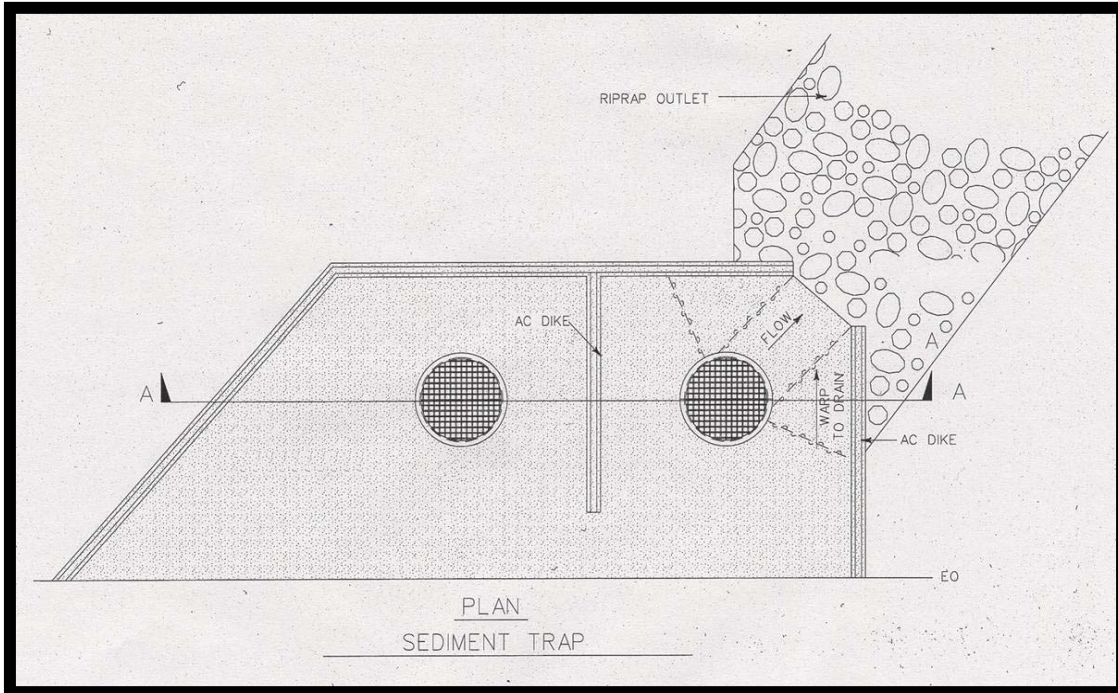 RIPRAP OUTLET
AC DIKE
FLOW
A
A
A
WARP
TO DRAIN
AC DIKE
EO
PLAN
SEDIMENT TRAP